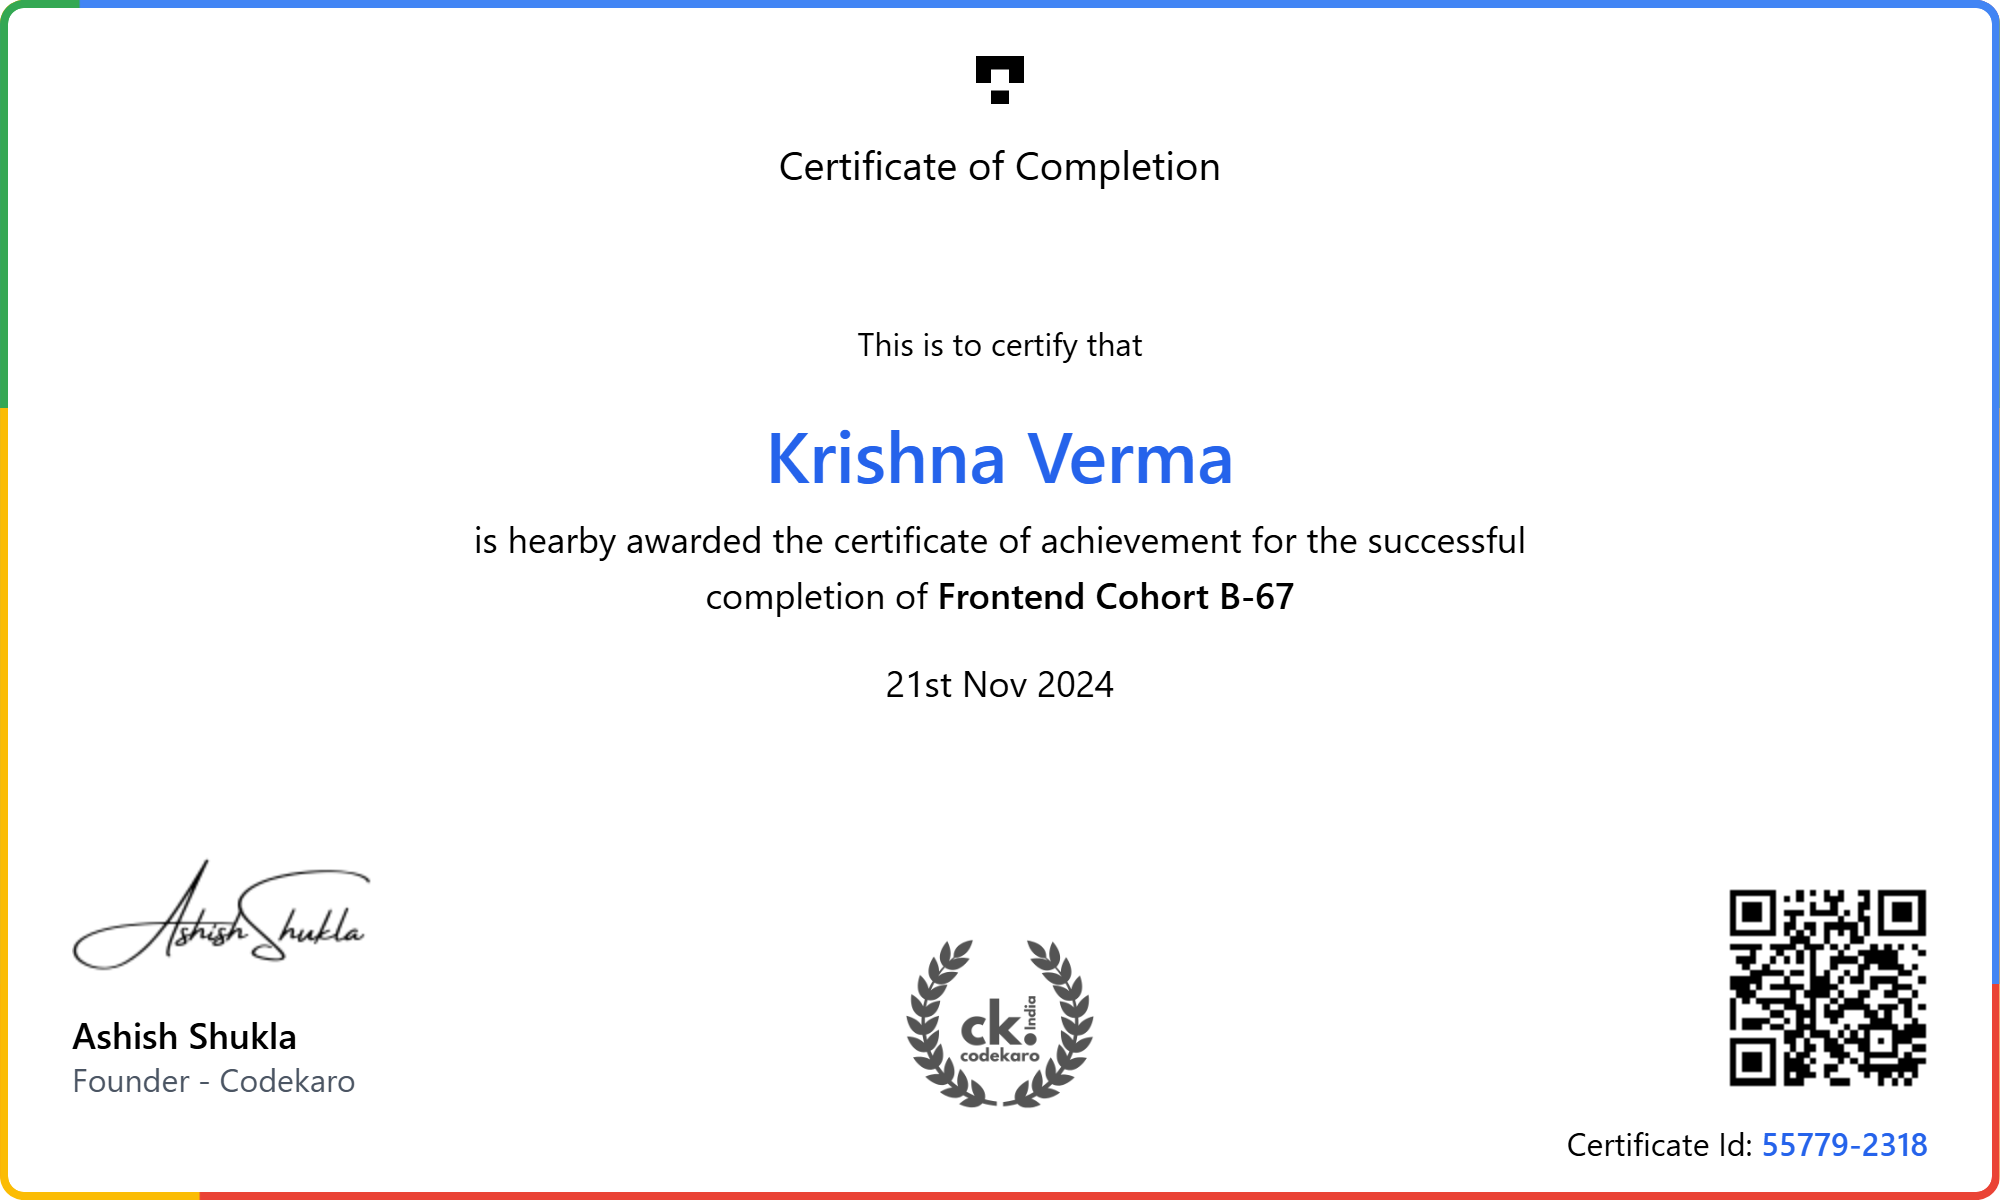 Certificate of Completion
This is to certify that
Krishna Verma
is hearby awarded the certificate of achievement for the successful
completion of Frontend Cohort B-67
21st Nov 2024
Ashish Shukla
Ashish Shukla
Founder - Codekaro
ck. India
codekaro
Certificate Id: 55779-2318